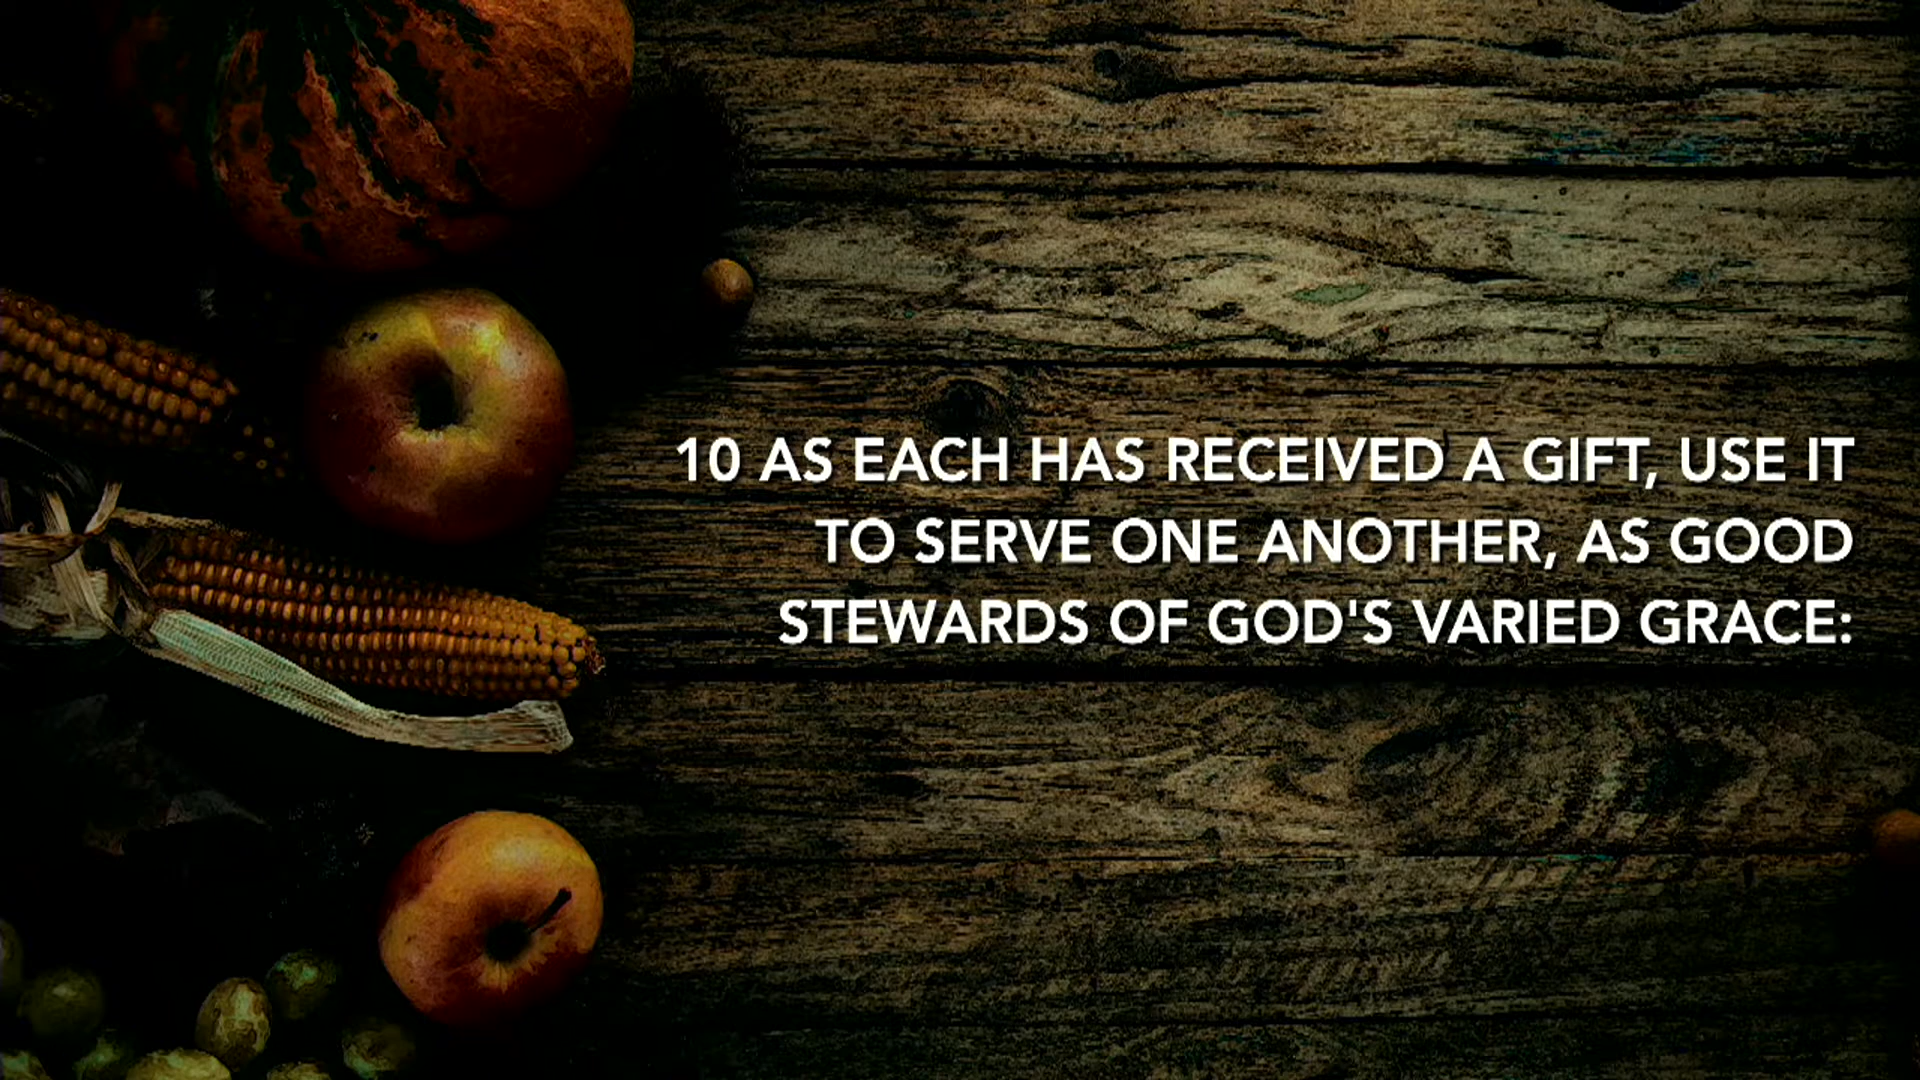 10 AS EACH HAS RECEIVED A GIFT, USE IT
TO SERVE ONE ANOTHER, AS GOOD
STEWARDS OF GOD'S VARIED GRACE: